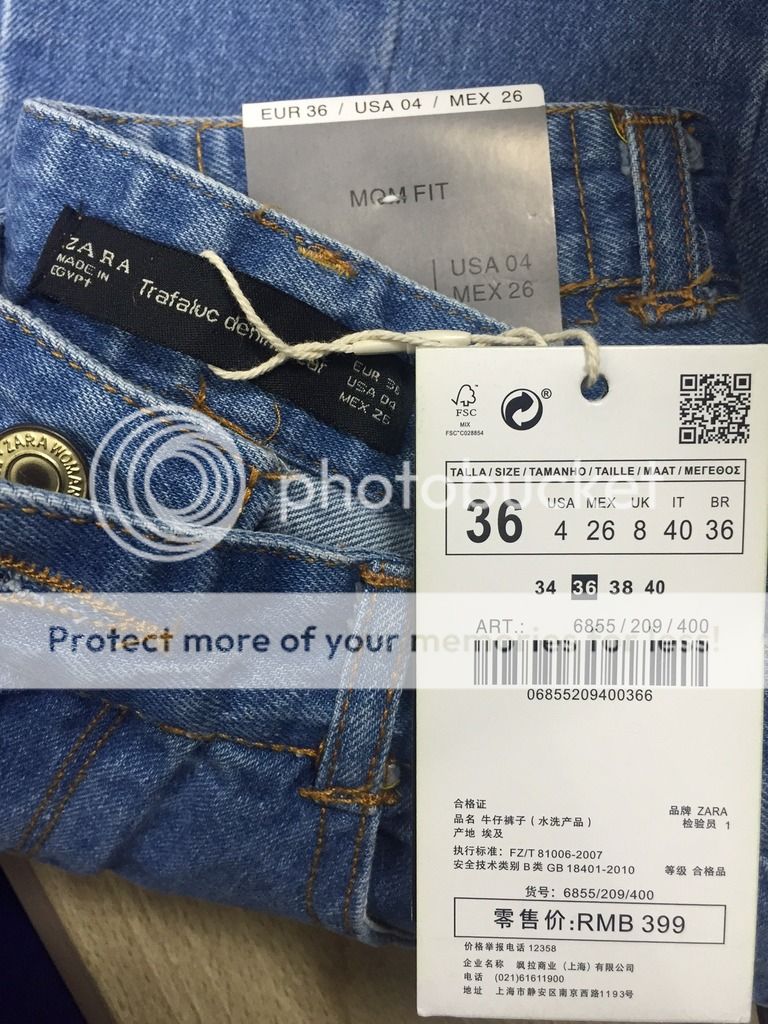 EUR 36 / USA 04 / MEX 26
MOM FIT
USA 04
MEX 26
ZARA
MADE IN
EGYPT
Trafaluc
EUR 36
USA 04
MEX 26
ZARA WOMAN
FSC
MIX
FSC®C028854
®
TALLA / SIZE / TAMANHO / TAILLE / MAAT / ΜΕΓΕΘΟΣ
36
USA MEX UK IT BR
4 26 8 40 36
34 36 38 40
ART.: 6855 / 209 / 400
06855209400366
photobucket
Protect more of your memories for less!
合格证
品名 牛仔裤子 ( 水洗产品 )
产地 埃及
品牌 ZARA
检验员 1
执行标准: FZ/T 81006-2007
安全技术类别 B 类 GB 18401-2010
等级 合格品
货号: 6855/209/400
零售价:RMB 399
价格举报电话 12358
企业名称 飒拉商业 (上海) 有限公司
电话 (021)61611900
地址 上海市静安区南京西路1193号